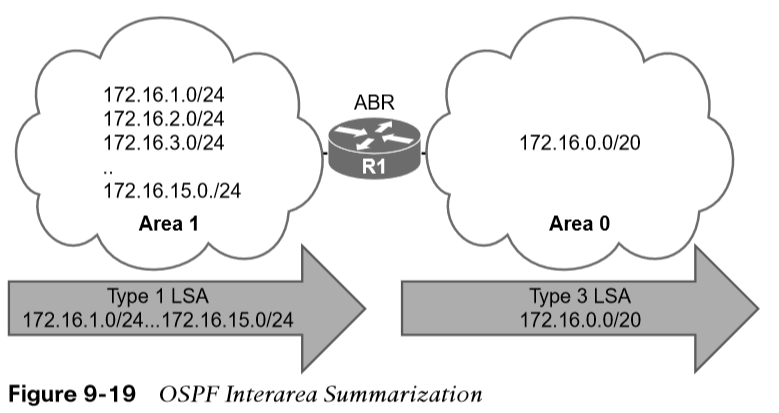 172.16.1.0/24
172.16.2.0/24
172.16.3.0/24
..
172.16.15.0./24
Area 1
ABR
R1
172.16.0.0/20
Area 0
Type 1 LSA
172.16.1.0/24...172.16.15.0/24
Type 3 LSA
172.16.0.0/20
Figure 9-19 OSPF Interarea Summarization